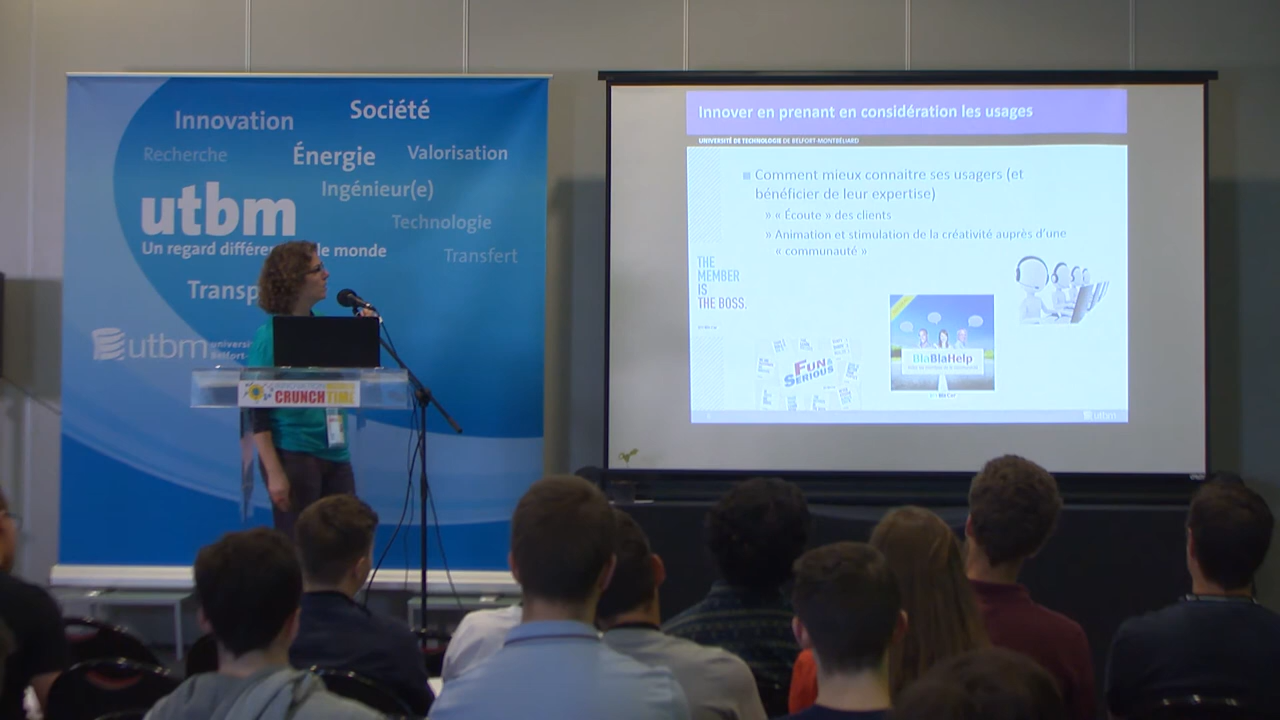 Innovation
Société
Recherche
Énergie
Valorisation
Ingénieur(e)
utbm
Technologie
Un regard différen
le monde
Transfert
Transp
utbm
CRUNCH
TIME
Innover en prenant en considération les usages
UNIVERSITÉ DE TECHNOLOGIE DE BELFORT-MONTBÉLIARD
Comment mieux connaitre ses usagers (et
bénéficier de leur expertise)
» « Écoute » des clients
» Animation et stimulation de la créativité auprès d'une
« communauté »
THE
MEMBER
IS
THE BOSS.
FUN&
SERIOUS
BlaBlaHelp
utbm